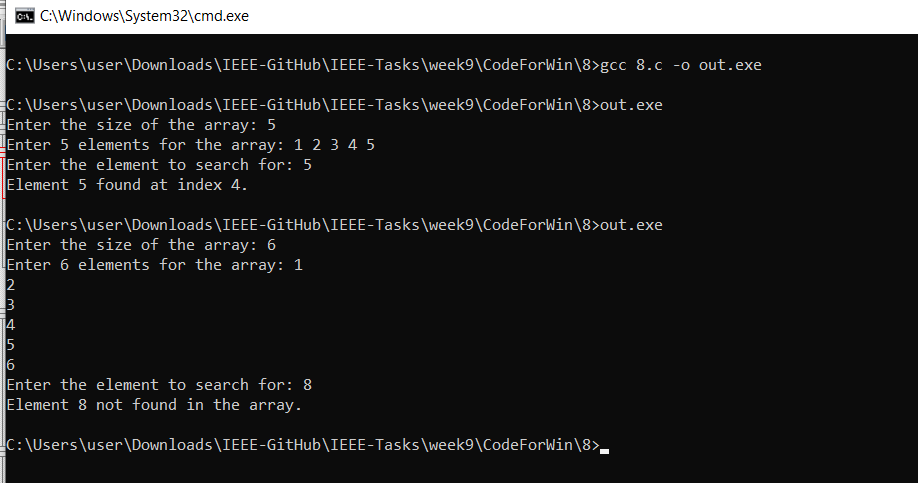 C:\Windows\System32\cmd.exe
C:\Users\user\Downloads\IEEE-GitHub\IEEE-Tasks\week9\CodeForWin\8>gcc 8.c -o out.exe
C:\Users\user\Downloads\IEEE-GitHub\IEEE-Tasks\week9\CodeForWin\8>out.exe
Enter the size of the array: 5
Enter 5 elements for the array: 1 2 3 4 5
Enter the element to search for: 5
Element 5 found at index 4.
C:\Users\user\Downloads\IEEE-GitHub\IEEE-Tasks\week9\CodeForWin\8>out.exe
Enter the size of the array: 6
Enter 6 elements for the array: 1
2
3
4
5
6
Enter the element to search for: 8
Element 8 not found in the array.
C:\Users\user\Downloads\IEEE-GitHub\IEEE-Tasks\week9\CodeForWin\8>